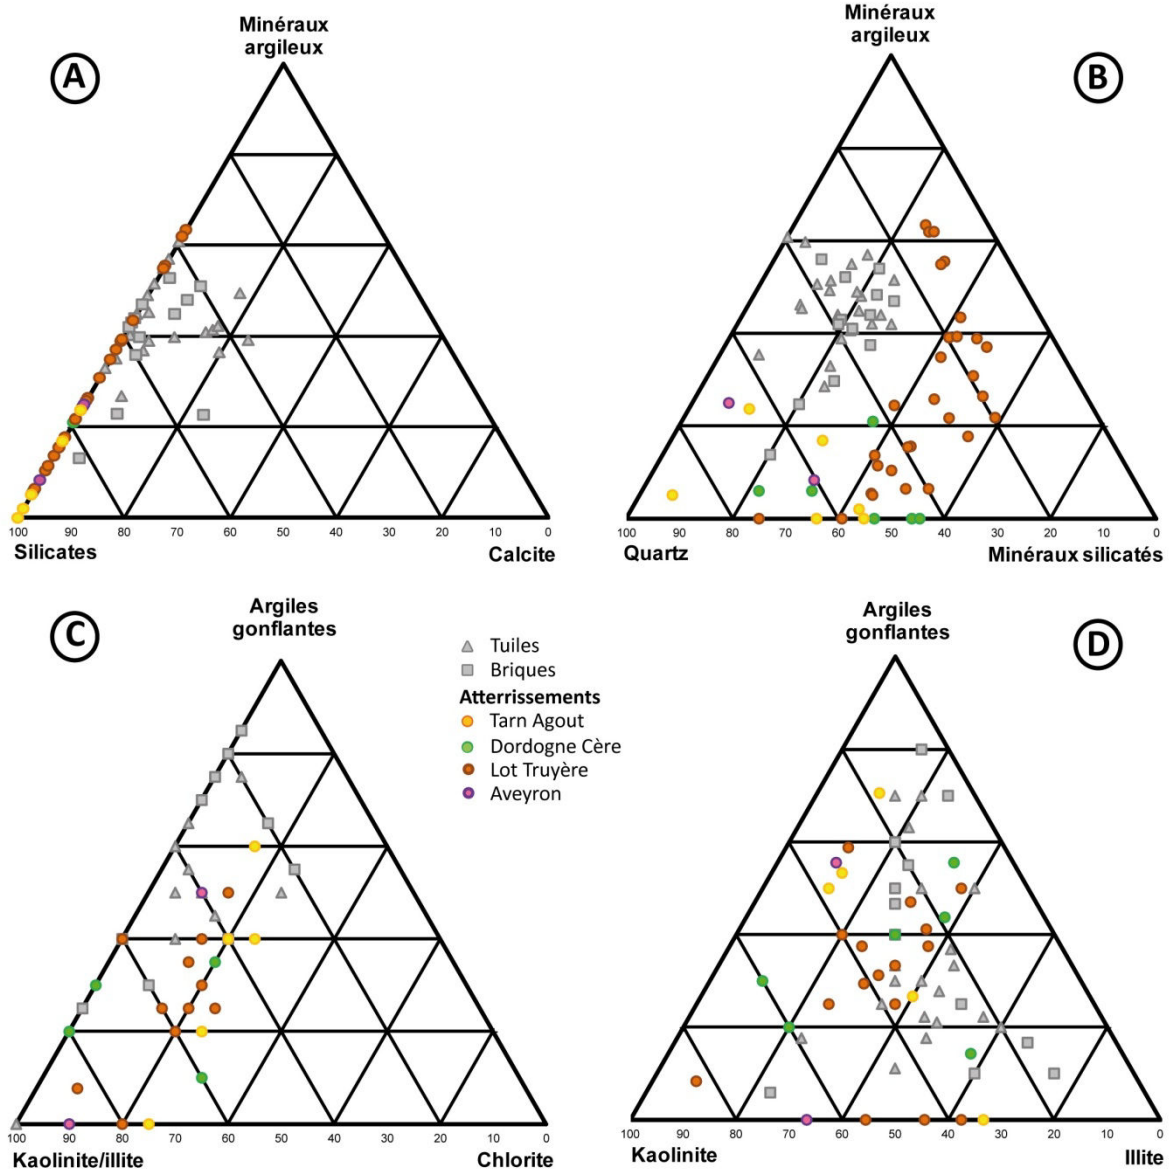 A
Minéraux
argileux
100 90 80 70 60 50 40 30 20 10 0
Silicates
Calcite
Minéraux
argileux
B
100 90 80 70 60 50 40 30 20 10 0
Quartz
Minéraux silicatés
C
Argiles
gonflantes
100 90 80 70 60 50 40 30 20 10 0
Kaolinite/illite
Chlorite
Tuiles
Briques
Atterrissements
Tarn Agout
Dordogne Cère
Lot Truyère
Aveyron
Argiles
gonflantes
D
100 90 80 70 60 50 40 30 20 10 0
Kaolinite
Illite